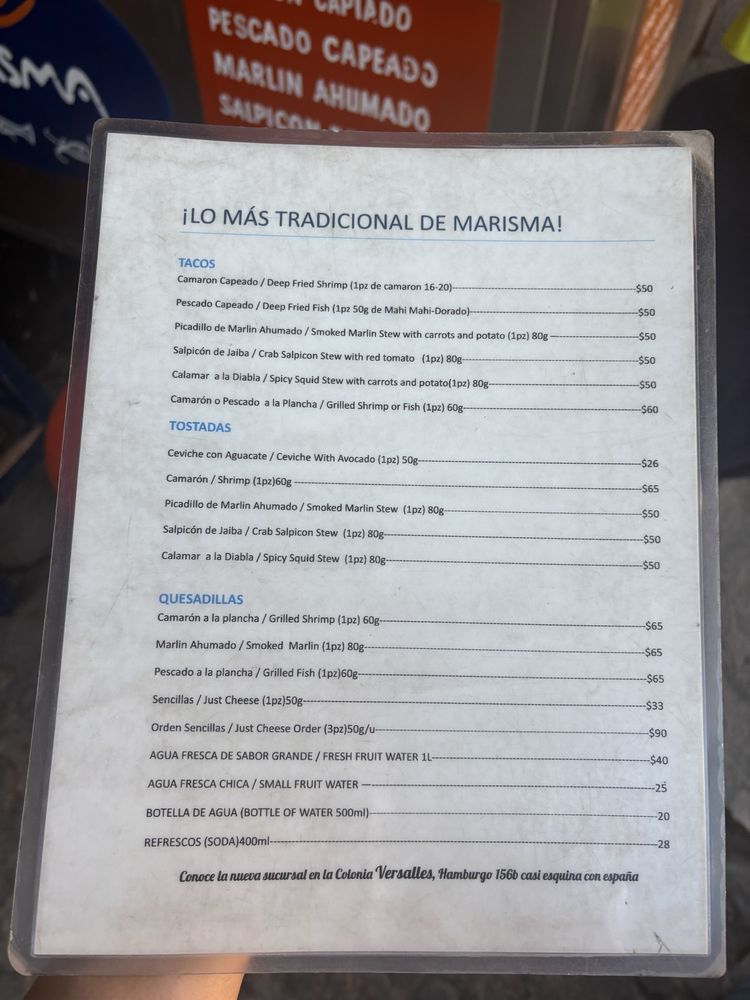 CAPIADO
PESCADO CAPEADO
MARLIN AHUMADO
SALPICON
¡LO MÁS TRADICIONAL DE MARISMA!
TACOS
Camaron Capeado / Deep Fried Shrimp (1pz de camaron 16-20)-----$50
Pescado Capeado / Deep Fried Fish (1pz 50g de Mahi Mahi-Dorado)-----$50
Picadillo de Marlin Ahumado / Smoked Marlin Stew with carrots and potato (1pz) 80g -----$50
Salpicón de Jaiba / Crab Salpicon Stew with red tomato (1pz) 80g-----$50
Calamar a la Diabla / Spicy Squid Stew with carrots and potato(1pz) 80g-----$50
Camarón o Pescado a la Plancha / Grilled Shrimp or Fish (1pz) 60g-----$60
TOSTADAS
Ceviche con Aguacate / Ceviche With Avocado (1pz) 50g-----$26
Camarón / Shrimp (1pz)60g -----$65
Picadillo de Marlin Ahumado / Smoked Marlin Stew (1pz) 80g-----$50
Salpicón de Jaiba / Crab Salpicon Stew (1pz) 80g-----$50
Calamar a la Diabla / Spicy Squid Stew (1pz) 80g-----$50
QUESADILLAS
Camarón a la plancha / Grilled Shrimp (1pz) 60g-----$65
Marlin Ahumado / Smoked Marlin (1pz) 80g-----$65
Pescado a la plancha / Grilled Fish (1pz)60g-----$65
Sencillas / Just Cheese (1pz)50g-----$33
Orden Sencillas / Just Cheese Order (3pz)50g/u-----$90
AGUA FRESCA DE SABOR GRANDE / FRESH FRUIT WATER 1L-----$40
AGUA FRESCA CHICA / SMALL FRUIT WATER -----25
BOTELLA DE AGUA (BOTTLE OF WATER 500ml)-----20
REFRESCOS (SODA)400ml-----28
Conoce la nueva sucursal en la Colonia Versalles, Hamburgo 156b casi esquina con españa